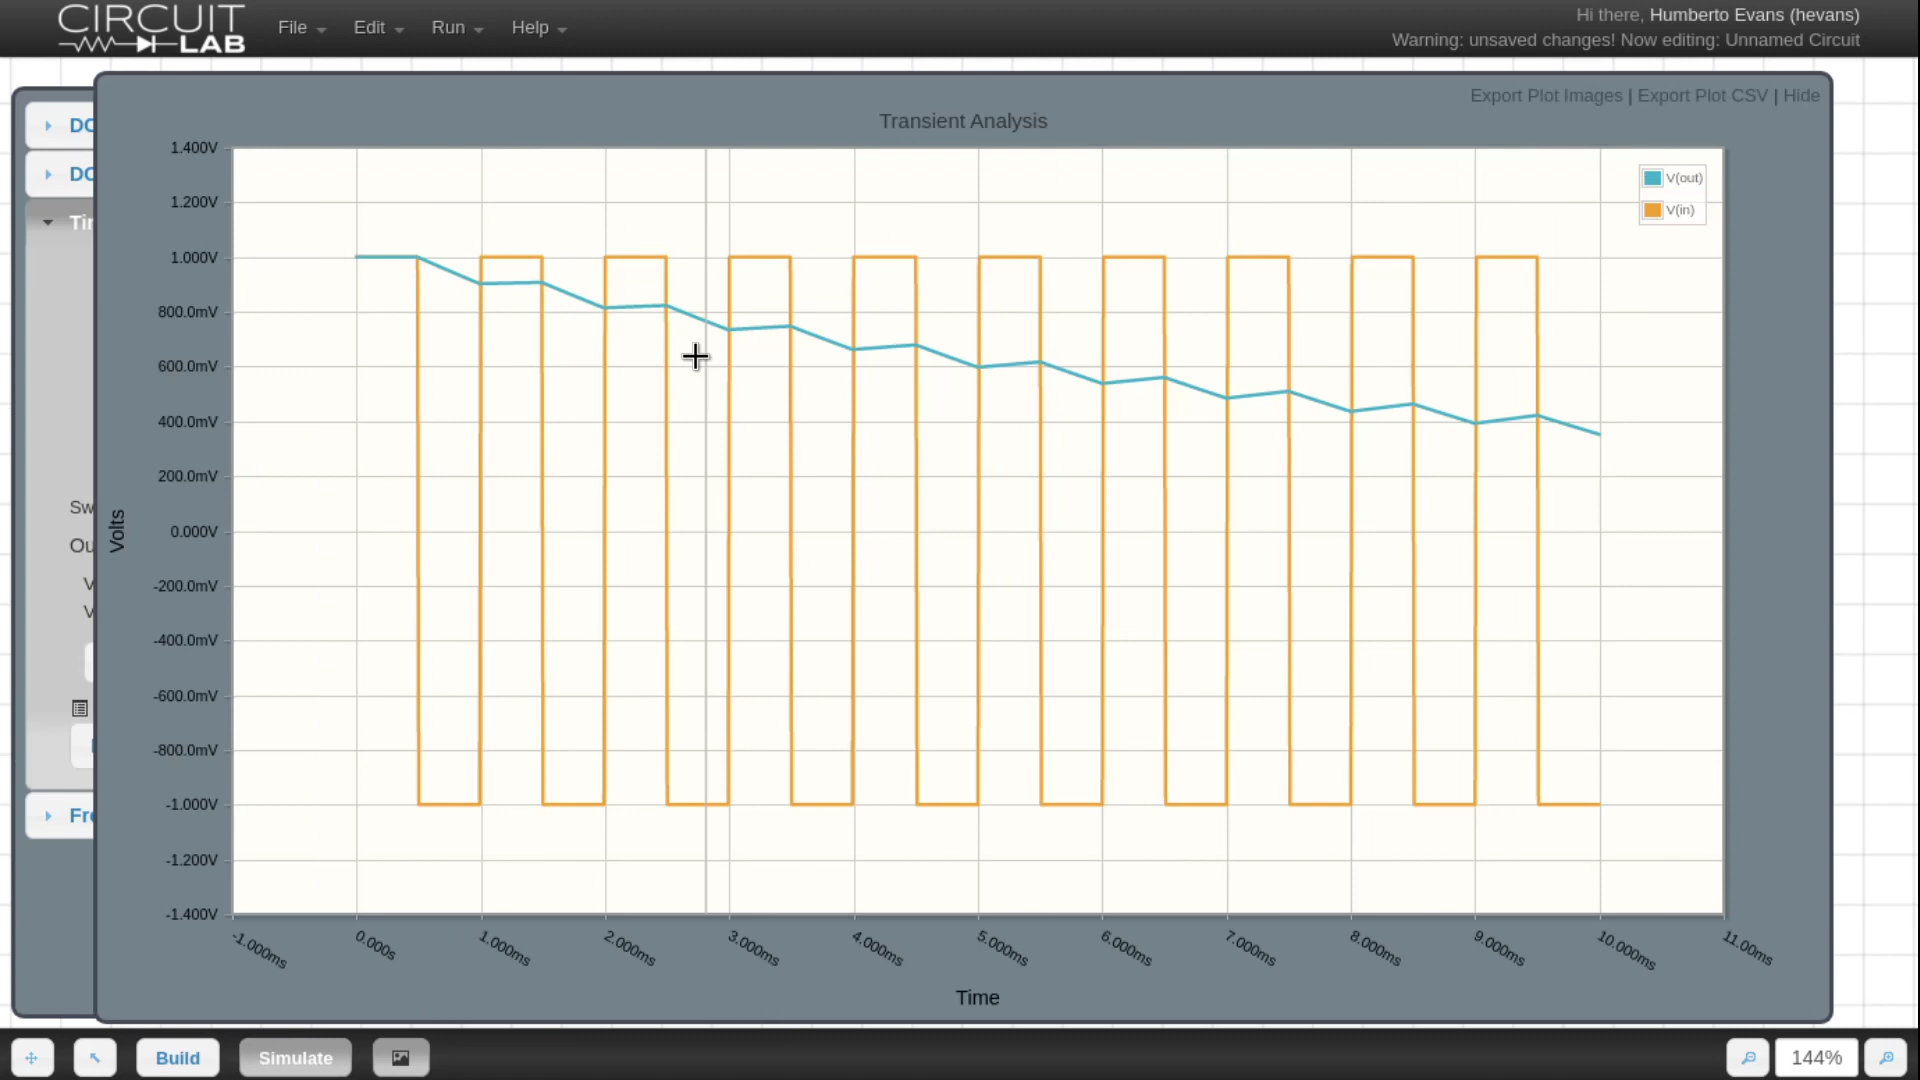 CIRCUIT
LAB
File Edit Run Help
Hi there, Humberto Evans (hevans)
Warning: unsaved changes! Now editing: Unnamed Circuit
Export Plot Images | Export Plot CSV | Hide
Transient Analysis
DC
DC
Tir
Sw
Ou
V
V
Fre
Volts
1.400V
1.200V
1.000V
800.0mV
600.0mV
400.0mV
200.0mV
0.000V
-200.0mV
-400.0mV
-600.0mV
-800.0mV
-1.000V
-1.200V
-1.400V
V(out)
V(in)
-1.000ms 0.000s 1.000ms 2.000ms 3.000ms 4.000ms 5.000ms 6.000ms 7.000ms 8.000ms 9.000ms 10.000ms 11.00ms
Time
Build Simulate 144%